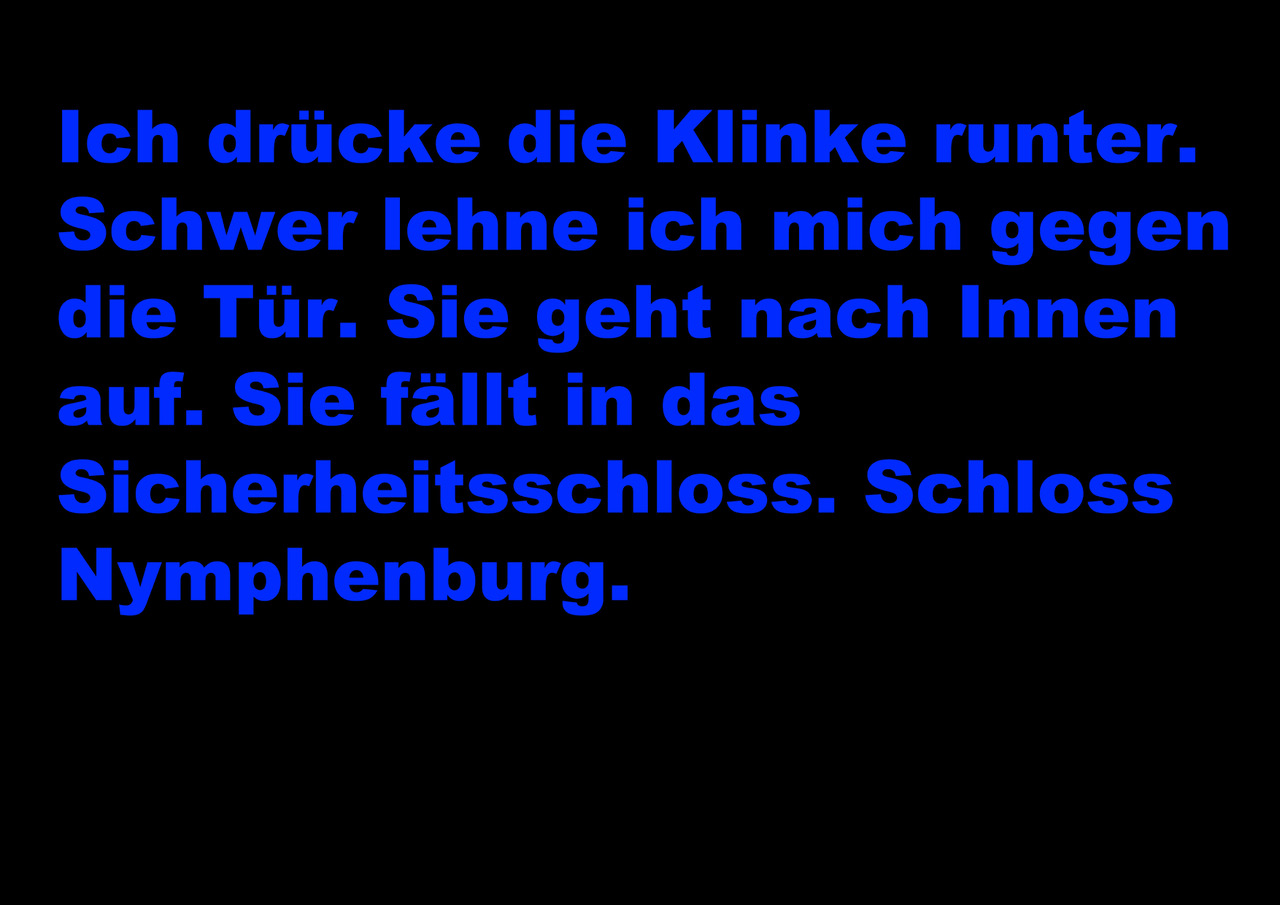 Ich drücke die Klinke runter.
Schwer lehne ich mich gegen
die Tür. Sie geht nach Innen
auf. Sie fällt in das
Sicherheitsschloss. Schloss
Nymphenburg.